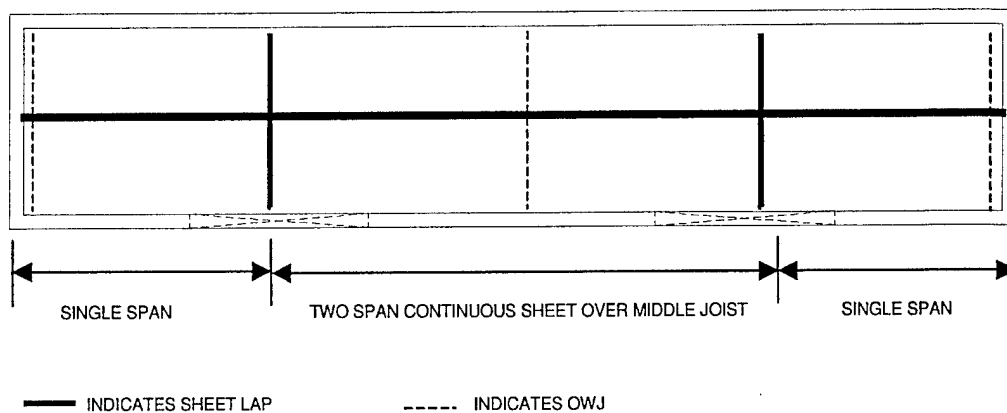 SINGLE SPAN
TWO SPAN CONTINUOUS SHEET OVER MIDDLE JOIST
SINGLE SPAN
INDICATES SHEET LAP
INDICATES OWJ